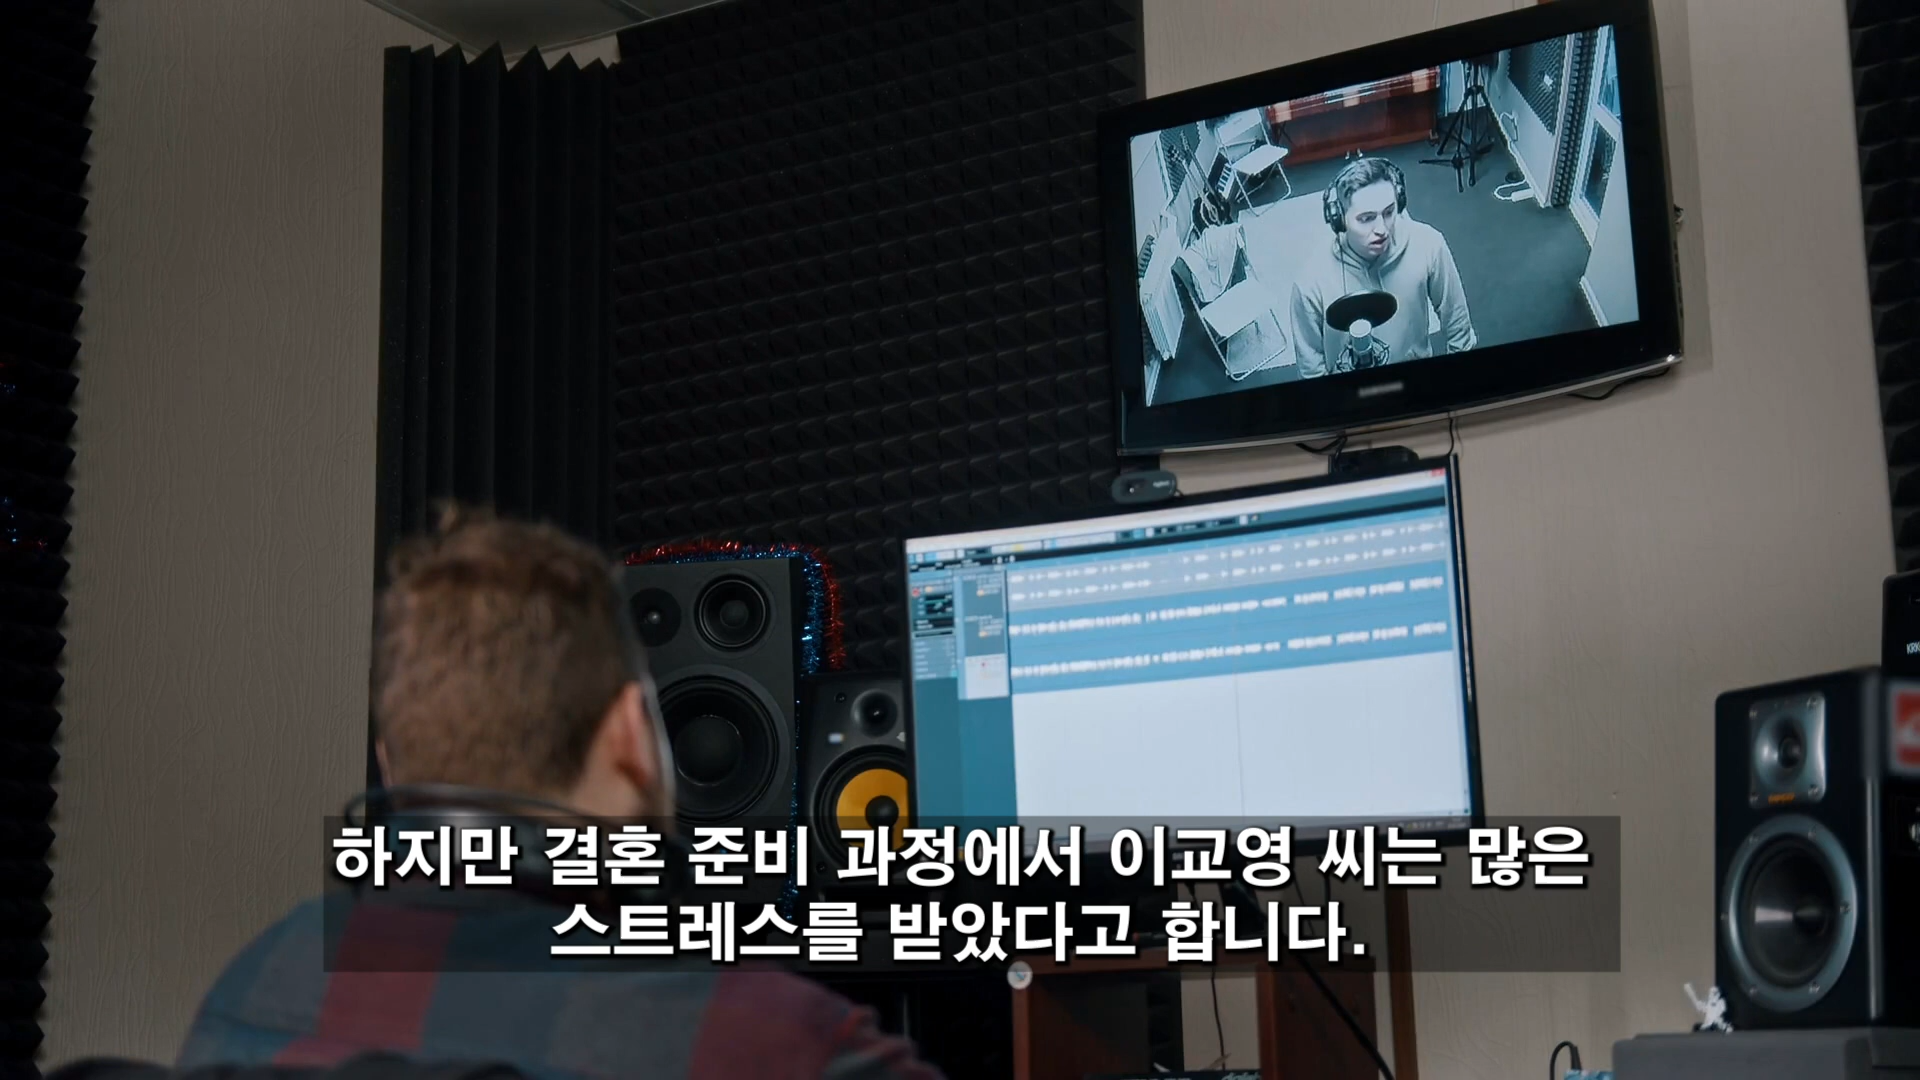 하지만 결혼 준비 과정에서 이교영 씨는 많은
스트레스를 받았다고 합니다.